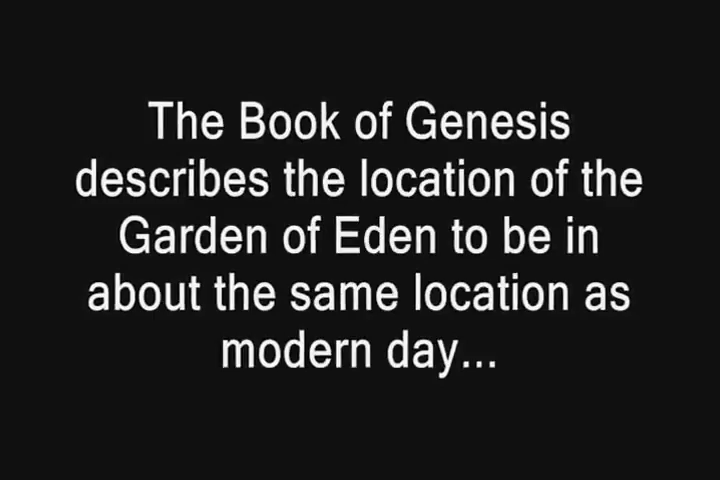 The Book of Genesis
describes the location of the
Garden of Eden to be in
about the same location as
modern day...